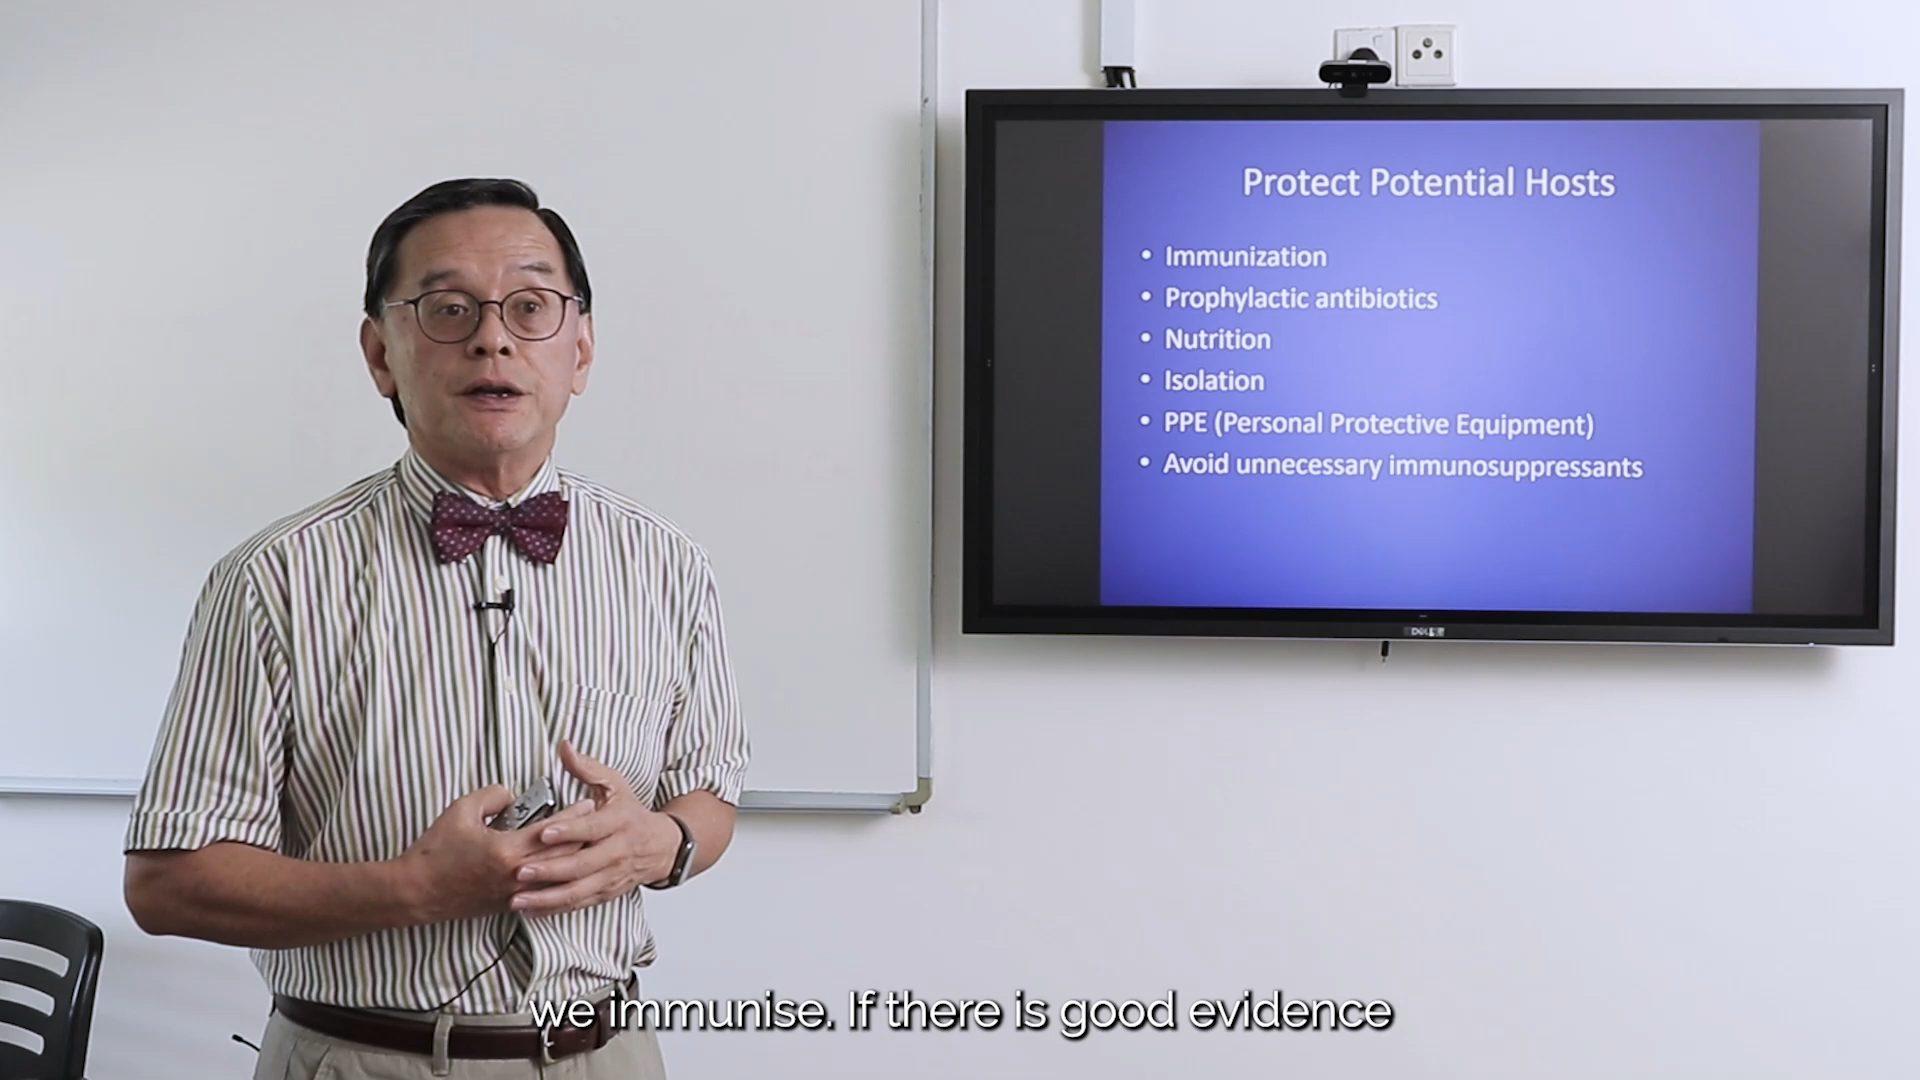 Protect Potential Hosts
• Immunization
• Prophylactic antibiotics
• Nutrition
• Isolation
• PPE (Personal Protective Equipment)
• Avoid unnecessary immunosuppressants
DELL
we immunise. If there is good evidence